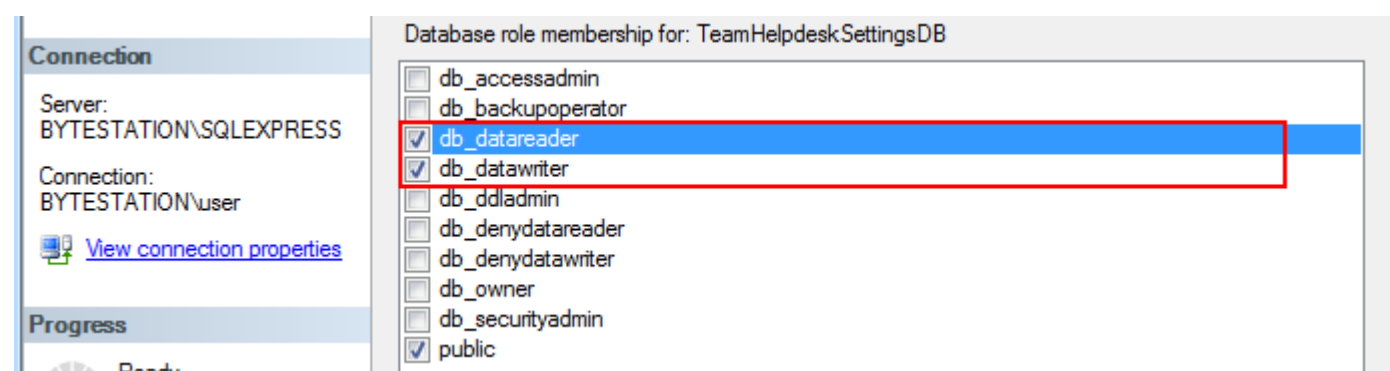 Connection
Server:
BYTESTATION\SQLEXPRESS
Connection:
BYTESTATION\user
View connection properties
Progress
Ready
Database role membership for: TeamHelpdeskSettingsDB
db_accessadmin
db_backupoperator
db_datareader
db_datawriter
db_ddladmin
db_denydatareader
db_denydatawriter
db_owner
db_securityadmin
public